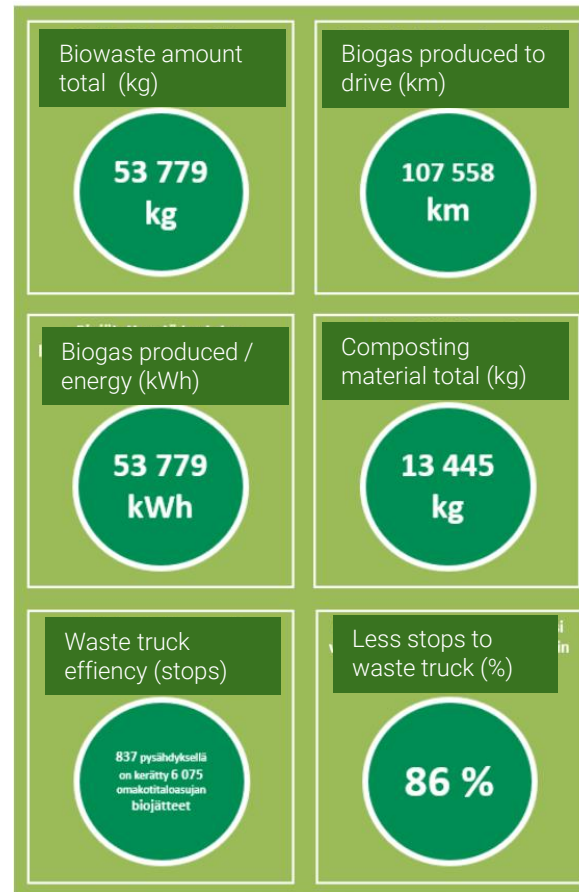 Biowaste amount
total (kg)
53 779
kg
Biogas produced to
drive (km)
107 558
km
Biogas produced /
energy (kWh)
53 779
kWh
Composting
material total (kg)
13 445
kg
Waste truck
effiency (stops)
837 pysähdyksellä
on kerätty 6 075
omakotitaloasujan
biojätteet
Less stops to
waste truck (%)
86 %